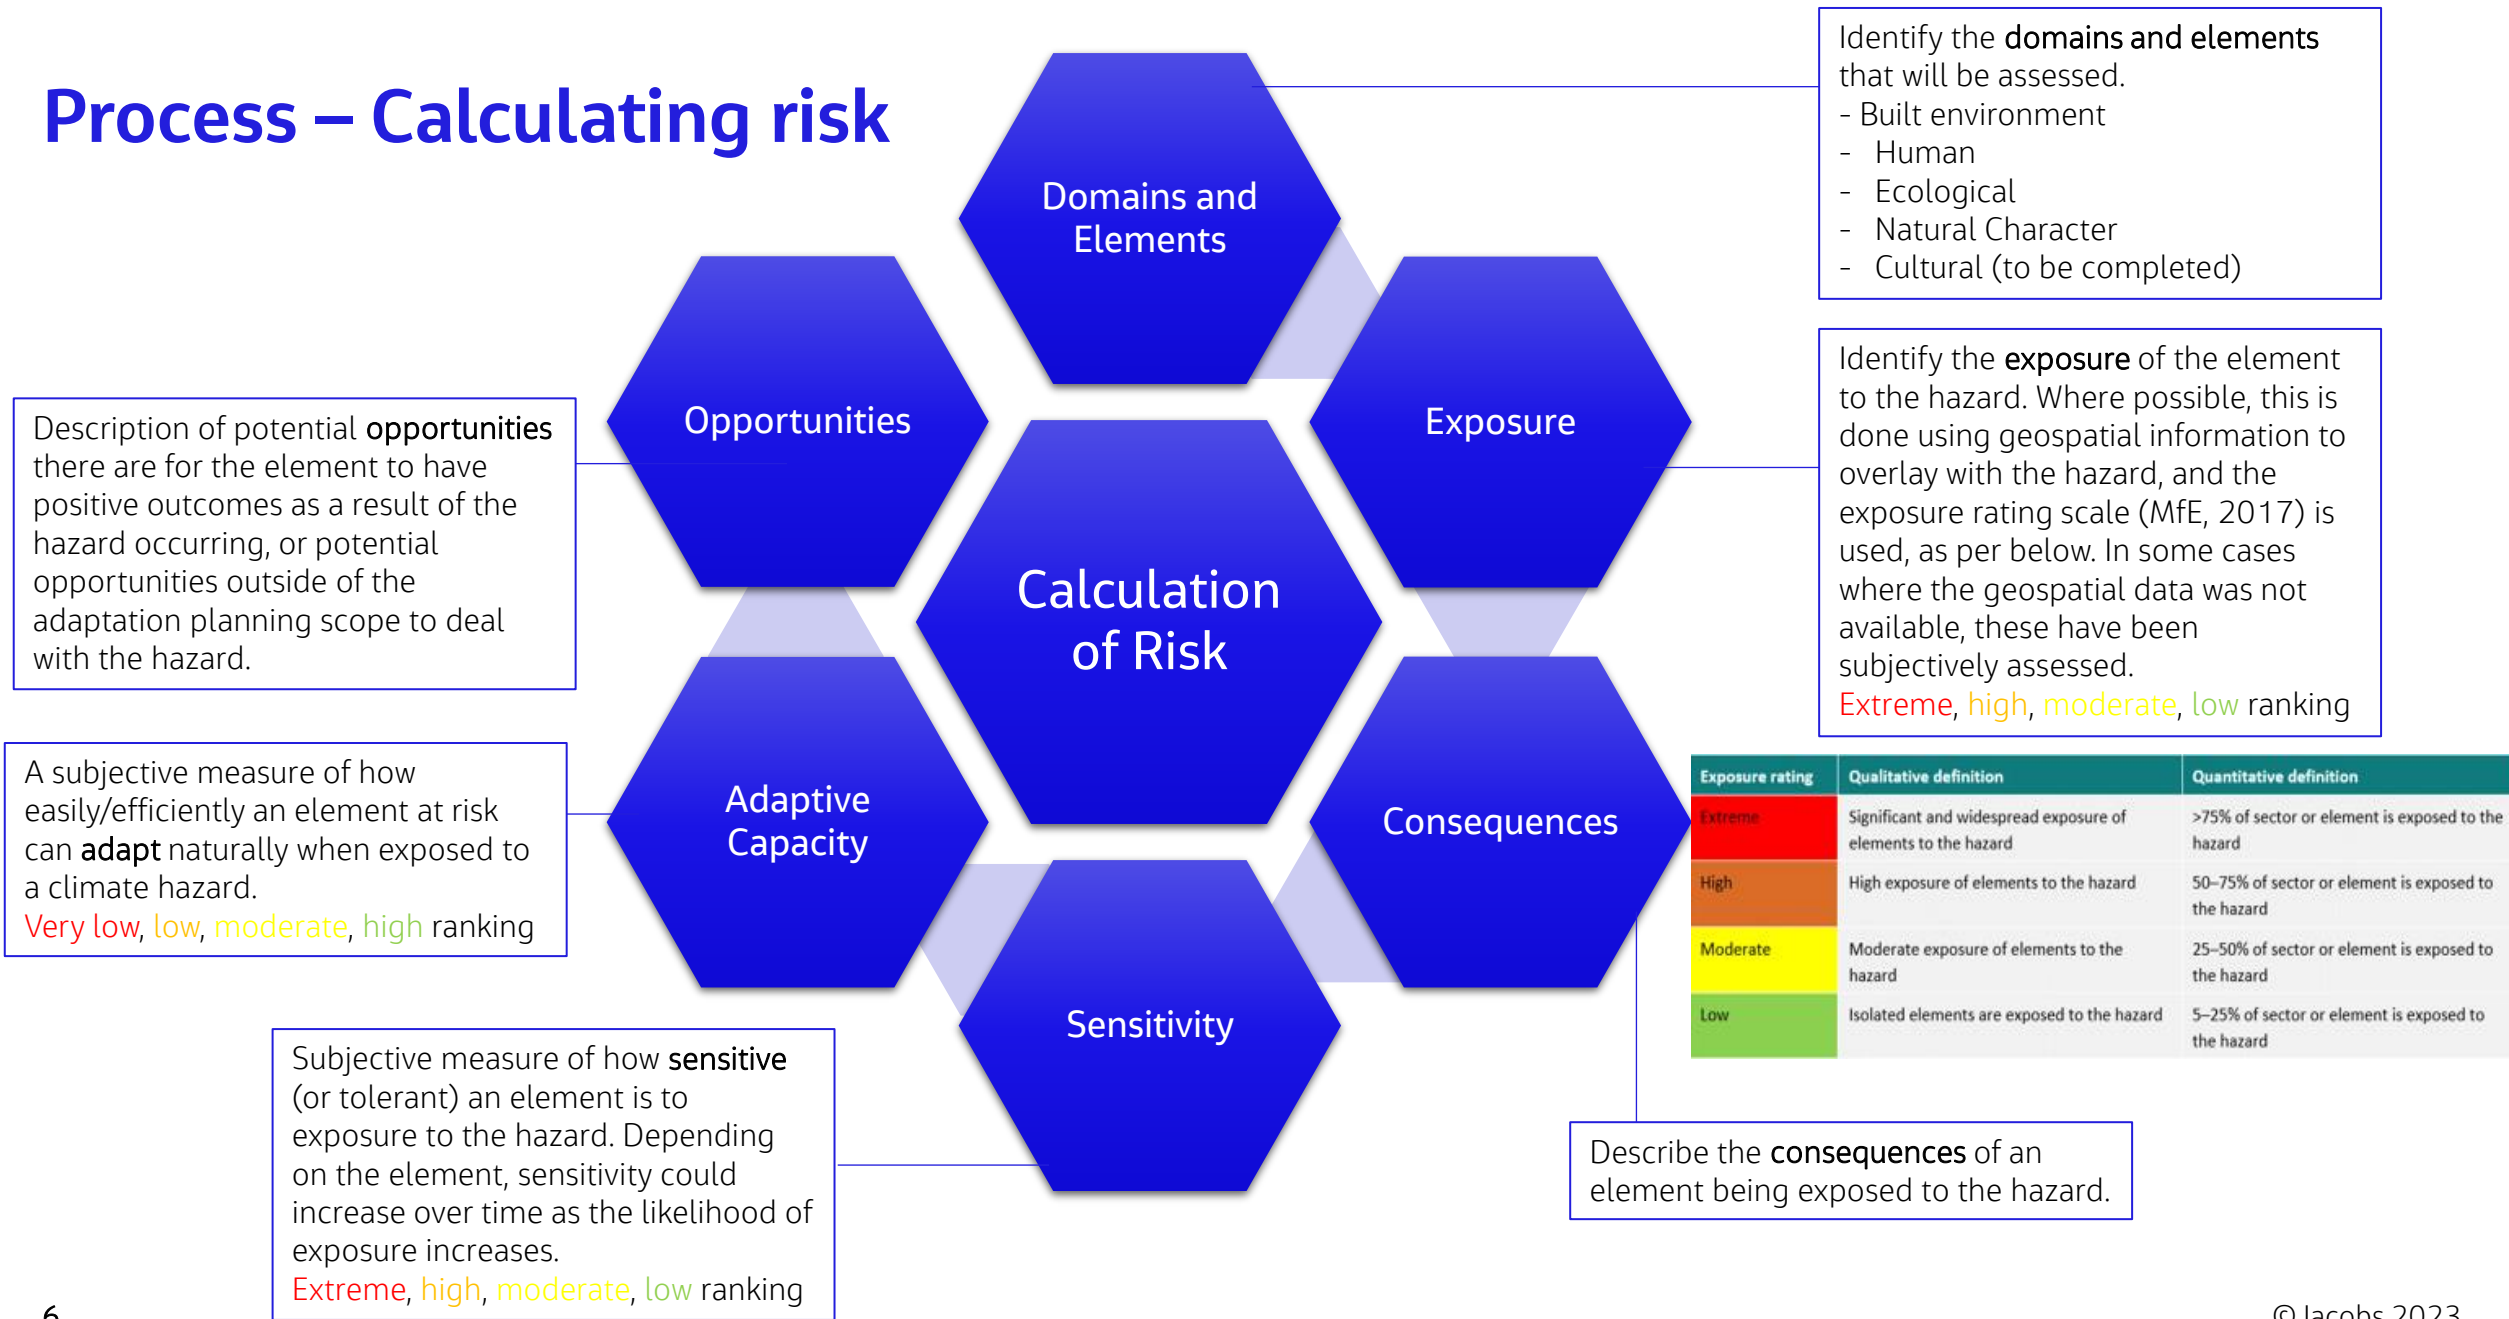 Process – Calculating risk
Domains and
Elements
Identify the domains and elements
that will be assessed.
- Built environment
- Human
- Ecological
- Natural Character
- Cultural (to be completed)
Exposure
Identify the exposure of the element
to the hazard. Where possible, this is
done using geospatial information to
overlay with the hazard, and the
exposure rating scale (MfE, 2017) is
used, as per below. In some cases
where the geospatial data was not
available, these have been
subjectively assessed.
Extreme, high, moderate, low ranking
Exposure rating Qualitative definition Quantitative definition
Extreme Significant and widespread exposure of >75% of sector or element is exposed to the
elements to the hazard hazard
High High exposure of elements to the hazard 50–75% of sector or element is exposed to
the hazard
Moderate Moderate exposure of elements to the 25–50% of sector or element is exposed to
hazard the hazard
Low Isolated elements are exposed to the hazard 5–25% of sector or element is exposed to
the hazard
Consequences
Describe the consequences of an
element being exposed to the hazard.
Sensitivity
Subjective measure of how sensitive
(or tolerant) an element is to
exposure to the hazard. Depending
on the element, sensitivity could
increase over time as the likelihood of
exposure increases.
Extreme, high, moderate, low ranking
Adaptive
Capacity
A subjective measure of how
easily/efficiently an element at risk
can adapt naturally when exposed to
a climate hazard.
Very low, low, moderate, high ranking
Opportunities
Description of potential opportunities
there are for the element to have
positive outcomes as a result of the
hazard occurring, or potential
opportunities outside of the
adaptation planning scope to deal
with the hazard.
Calculation
of Risk
6
© Jacobs 2023